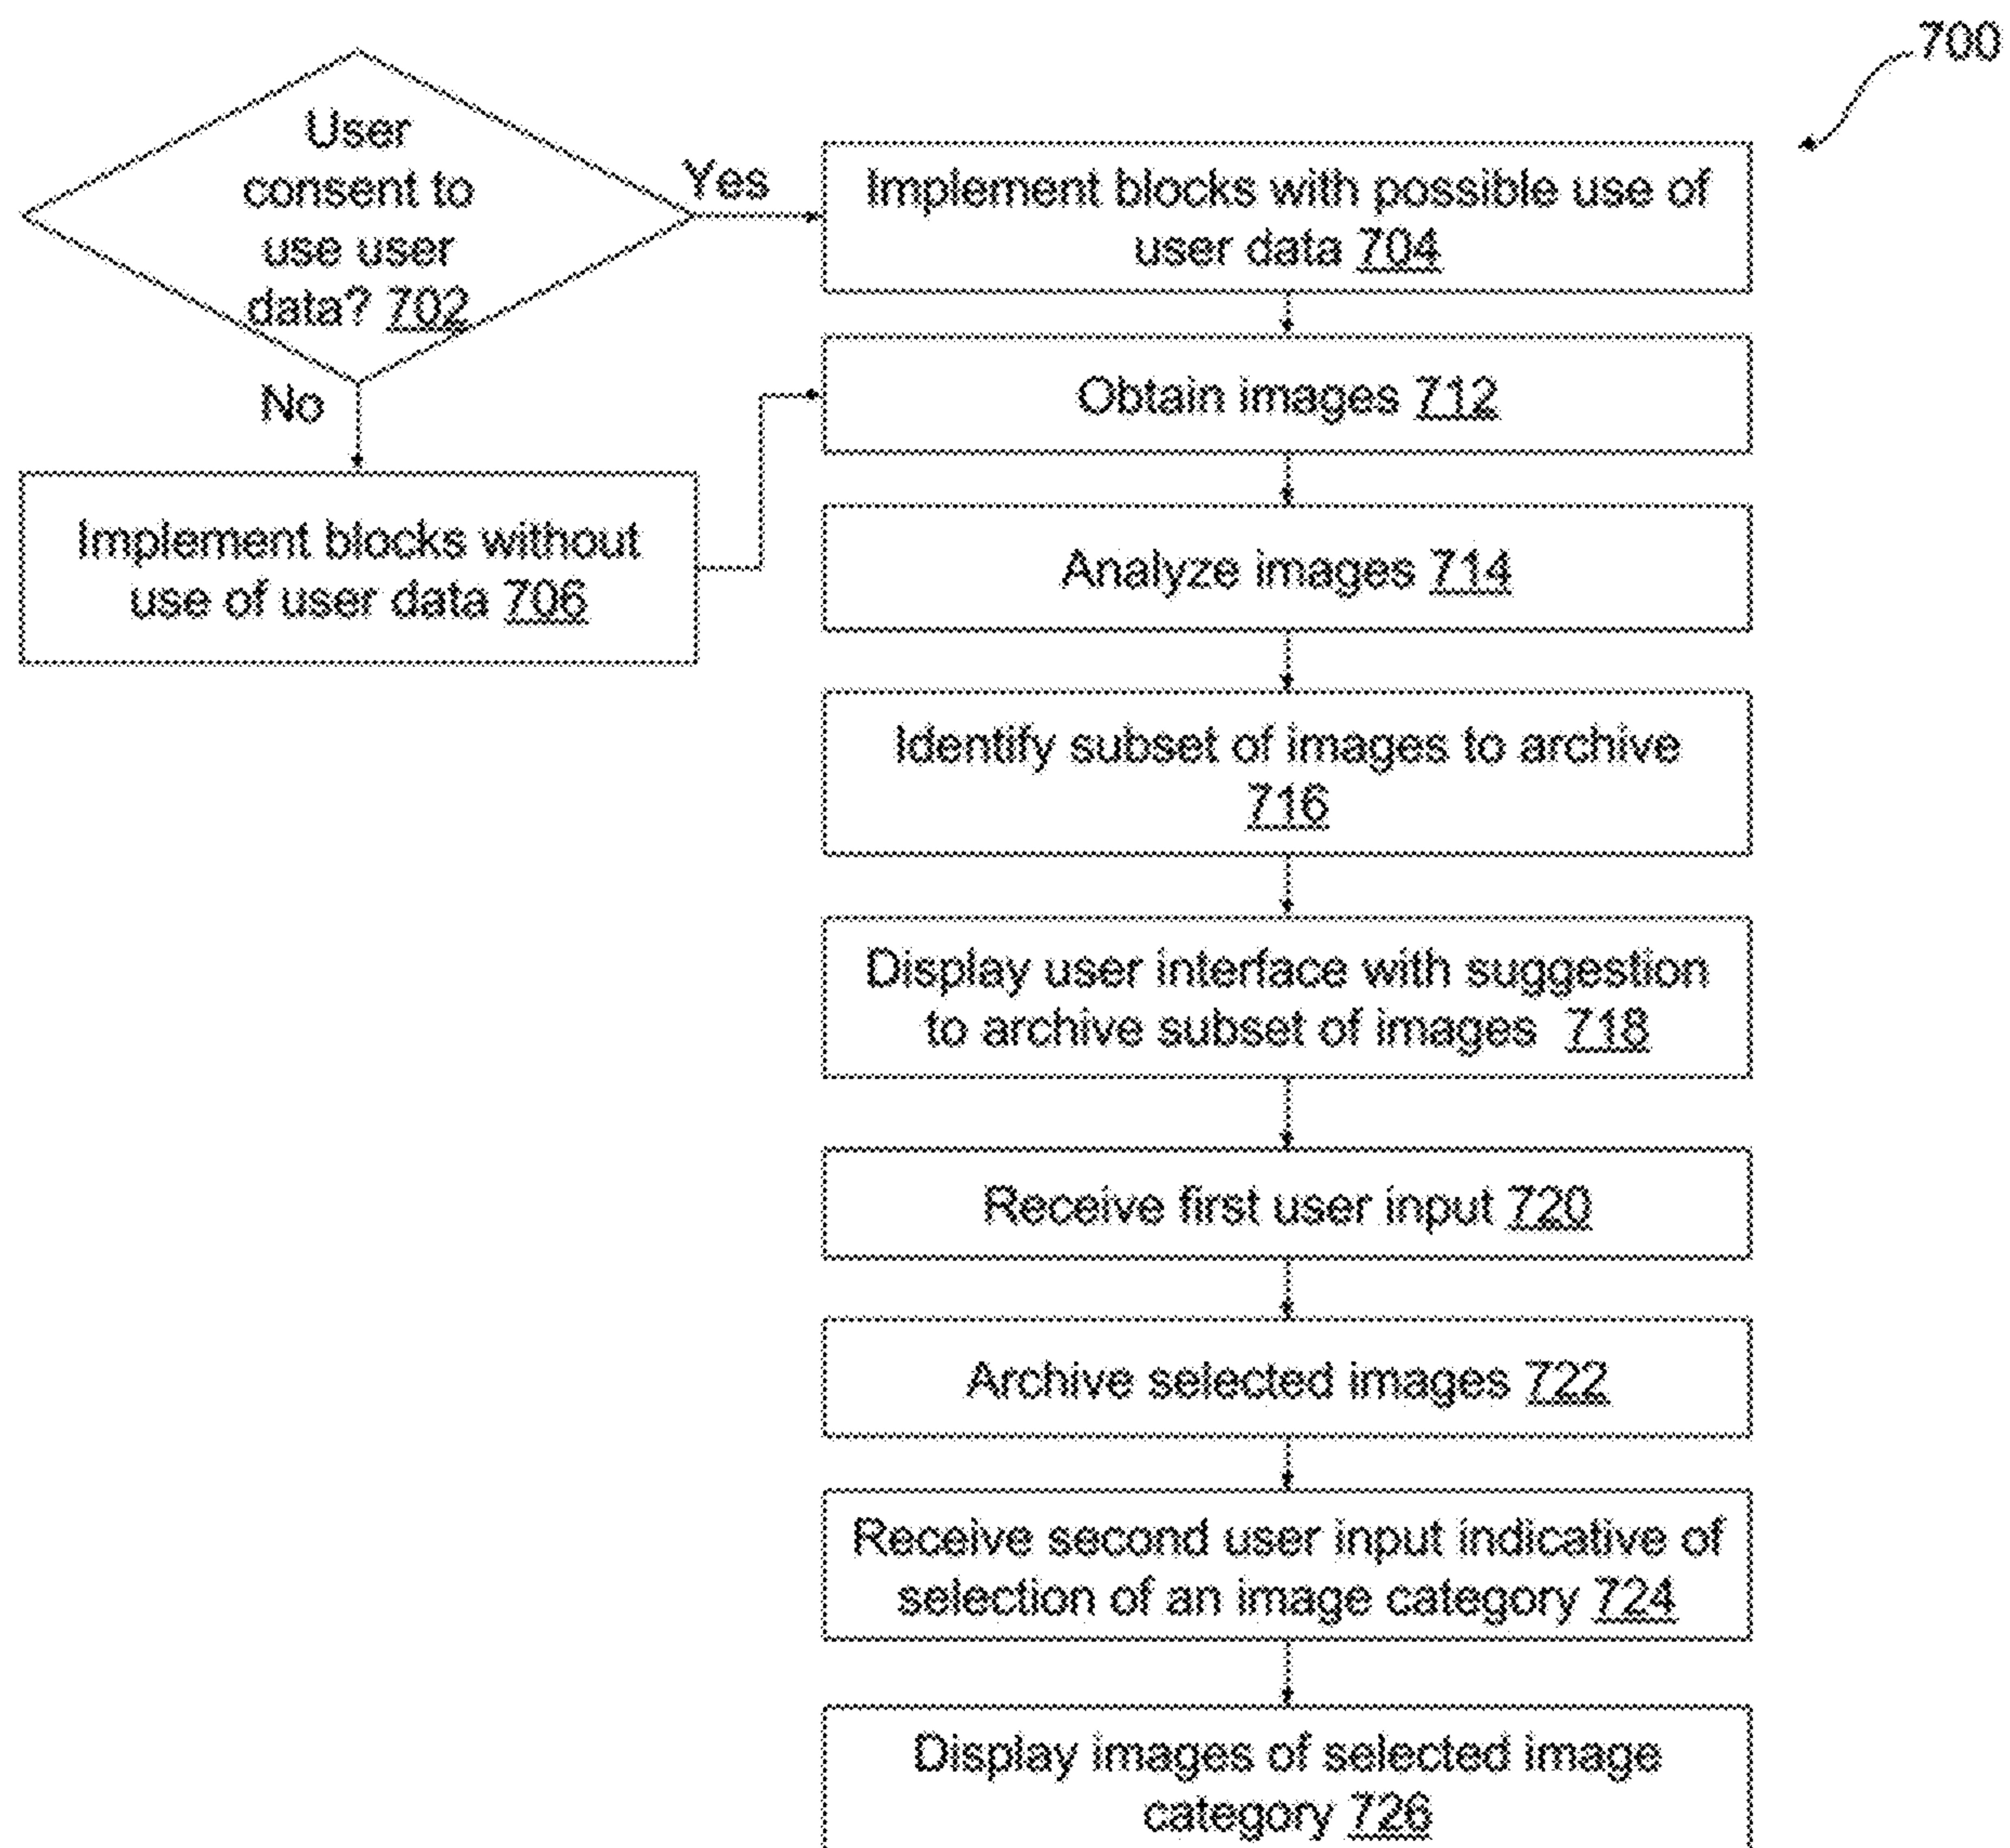 700
User
consent to
use user
data? 702
Yes
No
Implement blocks with possible use of
user data 704
Implement blocks without
use of user data 706
Obtain images 712
Analyze images 714
Identify subset of images to archive
716
Display user interface with suggestion
to archive subset of images 718
Receive first user input 720
Archive selected images 722
Receive second user input indicative of
selection of an image category 724
Display images of selected image
category 726